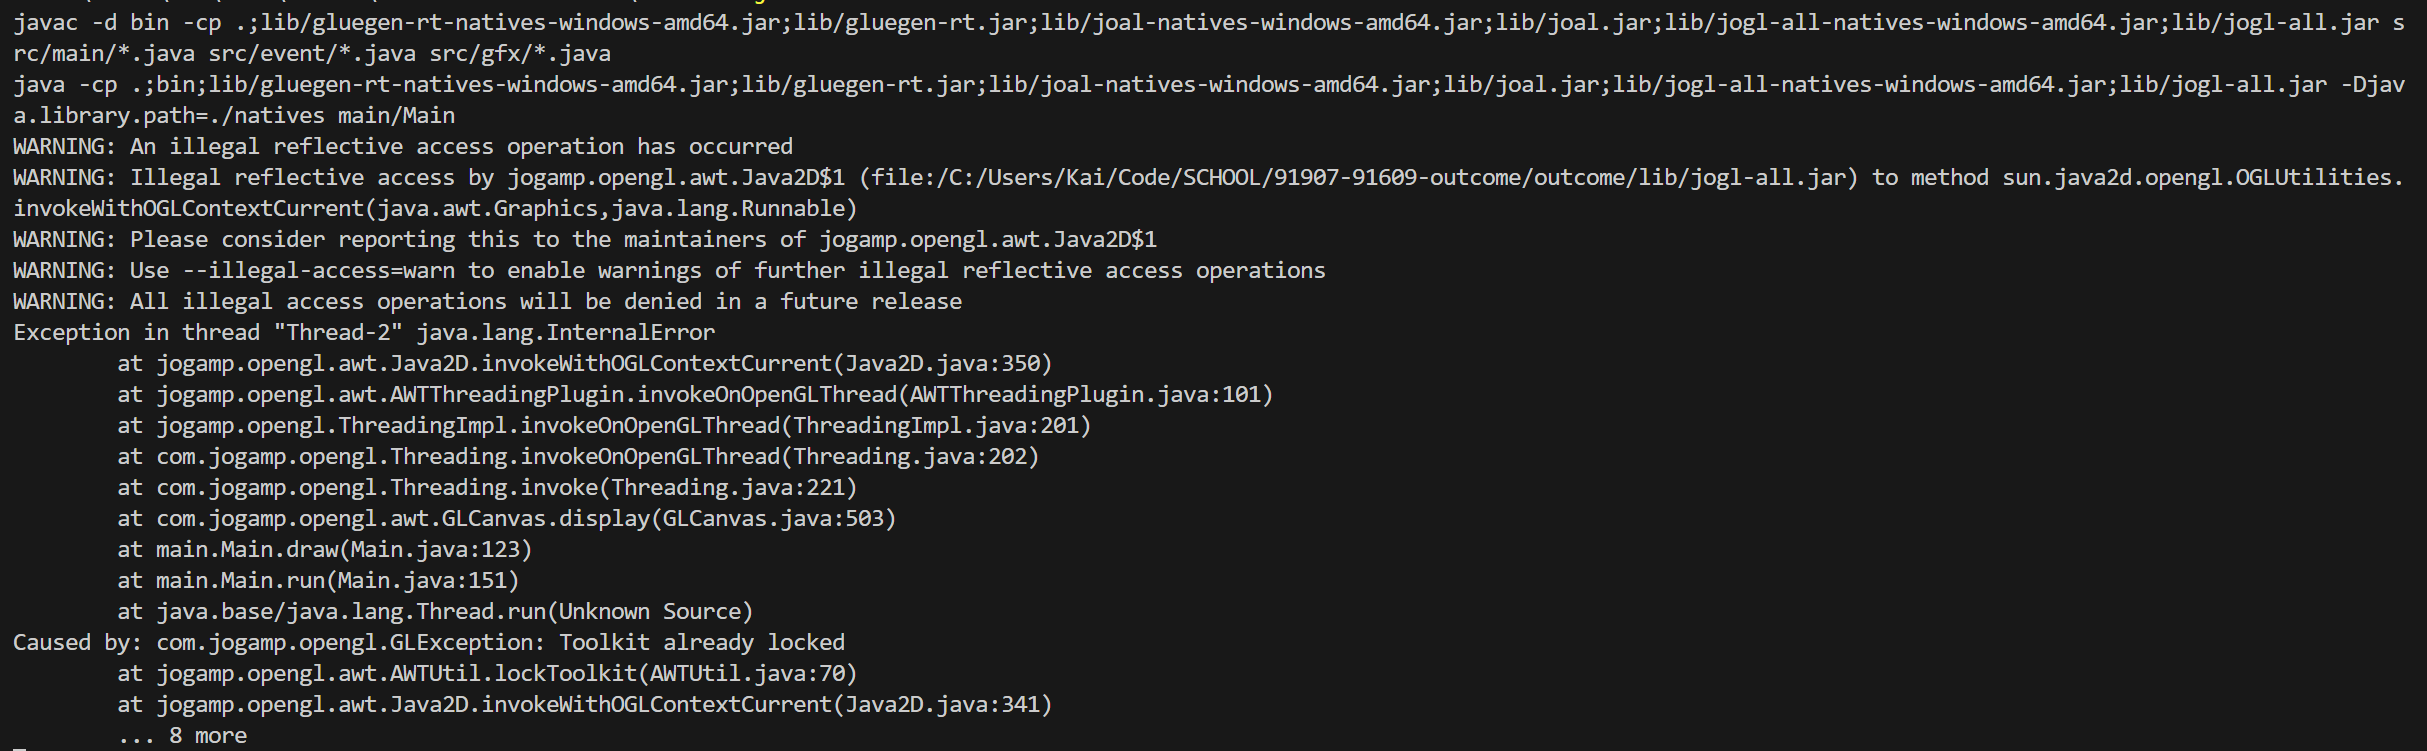 javac -d bin -cp .;lib/gluegen-rt-natives-windows-amd64.jar;lib/gluegen-rt.jar;lib/joal-natives-windows-amd64.jar;lib/joal.jar;lib/jogl-all-natives-windows-amd64.jar;lib/jogl-all.jar s
rc/main/*.java src/event/*.java src/gfx/*.java
java -cp .;bin;lib/gluegen-rt-natives-windows-amd64.jar;lib/gluegen-rt.jar;lib/joal-natives-windows-amd64.jar;lib/joal.jar;lib/jogl-all-natives-windows-amd64.jar;lib/jogl-all.jar -Djav
a.library.path=./natives main/Main
WARNING: An illegal reflective access operation has occurred
WARNING: Illegal reflective access by jogamp.opengl.awt.Java2D$1 (file:/C:/Users/Kai/Code/SCHOOL/91907-91609-outcome/outcome/lib/jogl-all.jar) to method sun.java2d.opengl.OGLUtilities.
invokeWithOGLContextCurrent(java.awt.Graphics,java.lang.Runnable)
WARNING: Please consider reporting this to the maintainers of jogamp.opengl.awt.Java2D$1
WARNING: Use --illegal-access=warn to enable warnings of further illegal reflective access operations
WARNING: All illegal access operations will be denied in a future release
Exception in thread "Thread-2" java.lang.InternalError
        at jogamp.opengl.awt.Java2D.invokeWithOGLContextCurrent(Java2D.java:350)
        at jogamp.opengl.awt.AWTThreadingPlugin.invokeOnOpenGLThread(AWTThreadingPlugin.java:101)
        at jogamp.opengl.ThreadingImpl.invokeOnOpenGLThread(ThreadingImpl.java:201)
        at com.jogamp.opengl.Threading.invokeOnOpenGLThread(Threading.java:202)
        at com.jogamp.opengl.Threading.invoke(Threading.java:221)
        at com.jogamp.opengl.awt.GLCanvas.display(GLCanvas.java:503)
        at main.Main.draw(Main.java:123)
        at main.Main.run(Main.java:151)
        at java.base/java.lang.Thread.run(Unknown Source)
Caused by: com.jogamp.opengl.GLException: Toolkit already locked
        at jogamp.opengl.awt.AWTUtil.lockToolkit(AWTUtil.java:70)
        at jogamp.opengl.awt.Java2D.invokeWithOGLContextCurrent(Java2D.java:341)
        ... 8 more